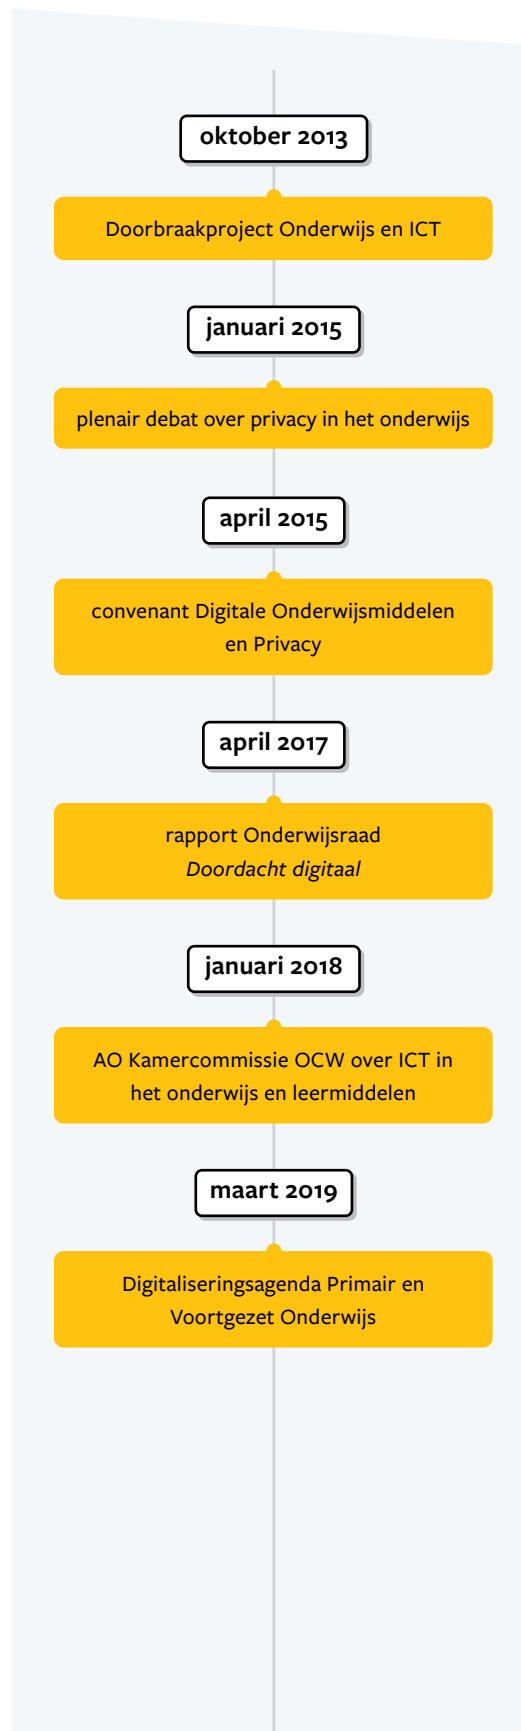 oktober 2013
Doorbraakproject Onderwijs en ICT
januari 2015
plenair debat over privacy in het onderwijs
april 2015
convenant Digitale Onderwijsmiddelen
en Privacy
april 2017
rapport Onderwijsraad
Doordacht digitaal
januari 2018
AO Kamercommissie OCW over ICT in
het onderwijs en leermiddelen
maart 2019
Digitaliseringsagenda Primair en
Voortgezet Onderwijs